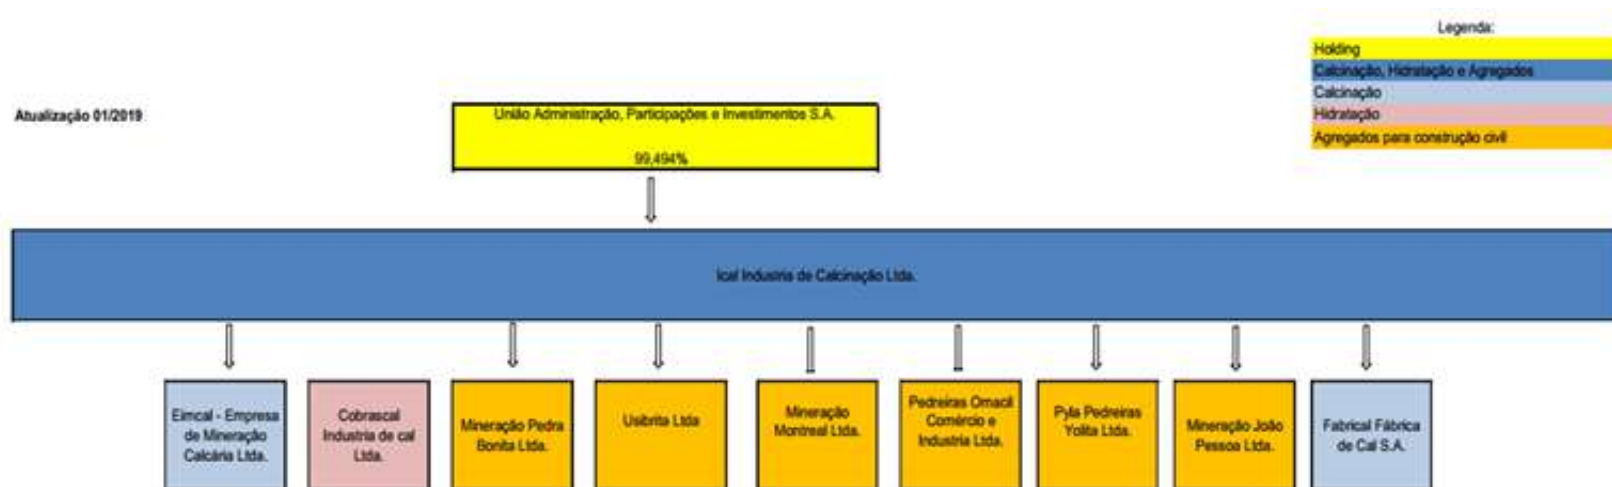 Legenda:
Holding
Calcinação, Hidratação e Agregados
Calcinação
Hidratação
Agregados para construção civil
Atualização 01/2019
União Administração, Participações e Investimentos S.A.
99,494%
Ical Industria de Calcinação Ltda.
Eimcal - Empresa
de Mineração
Calcária Ltda.
Cobrascal
Industria de cal
Ltda.
Mineração Pedra
Bonita Ltda.
Usibrita Ltda
Mineração
Montreal Ltda.
Pedreiras Omacil
Comércio e
Industria Ltda.
Pyla Pedreiras
Yolita Ltda.
Mineração João
Pessoa Ltda.
Fabrical Fábrica
de Cal S.A.